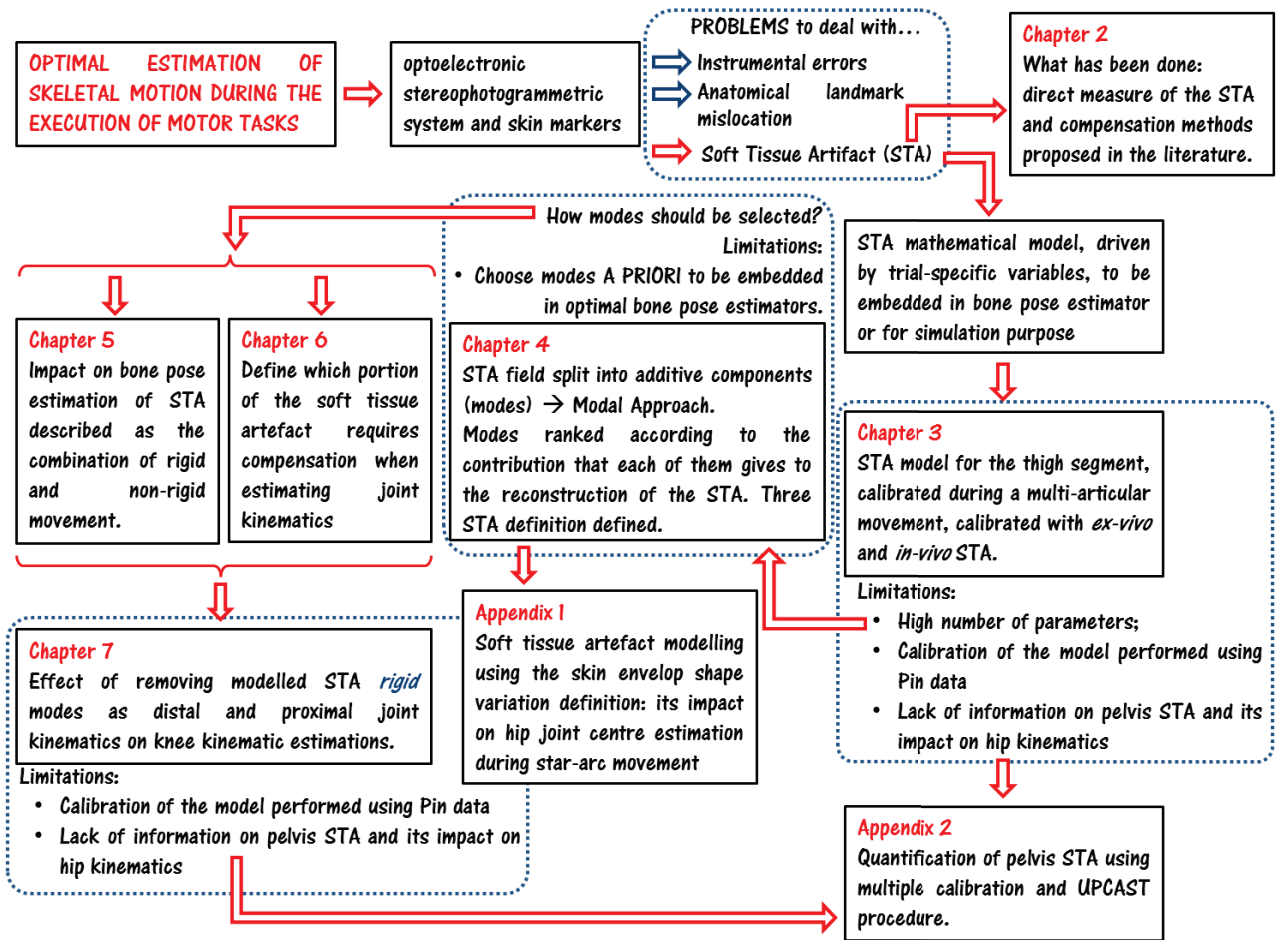 OPTIMAL ESTIMATION OF
SKELETAL MOTION DURING THE
EXECUTION OF MOTOR TASKS
optoelectronic
stereophotogrammetric
system and skin markers
PROBLEMS to deal with...
Instrumental errors
Anatomical landmark
mislocation
Soft Tissue Artifact (STA)
Chapter 2
What has been done:
direct measure of the STA
and compensation methods
proposed in the literature.
STA mathematical model, driven
by trial-specific variables, to be
embedded in bone pose estimator
or for simulation purpose
Chapter 3
STA model for the thigh segment,
calibrated during a multi-articular
movement, calibrated with ex-vivo
and in-vivo STA.
Limitations:
• High number of parameters;
• Calibration of the model performed using
Pin data
• Lack of information on pelvis STA and its
impact on hip kinematics
How modes should be selected?
Limitations:
• Choose modes A PRIORI to be embedded
in optimal bone pose estimators.
Chapter 4
STA field split into additive components
(modes) → Modal Approach.
Modes ranked according to the
contribution that each of them gives to
the reconstruction of the STA. Three
STA definition defined.
Chapter 5
Impact on bone pose
estimation of STA
described as the
combination of rigid
and non-rigid
movement.
Chapter 6
Define which portion
of the soft tissue
artefact requires
compensation when
estimating joint
kinematics
Chapter 7
Effect of removing modelled STA rigid
modes as distal and proximal joint
kinematics on knee kinematic estimations.
Limitations:
• Calibration of the model performed using Pin data
• Lack of information on pelvis STA and its impact on
hip kinematics
Appendix 1
Soft tissue artefact modelling
using the skin envelop shape
variation definition: its impact
on hip joint centre estimation
during star-arc movement
Appendix 2
Quantification of pelvis STA using
multiple calibration and UPCAST
procedure.